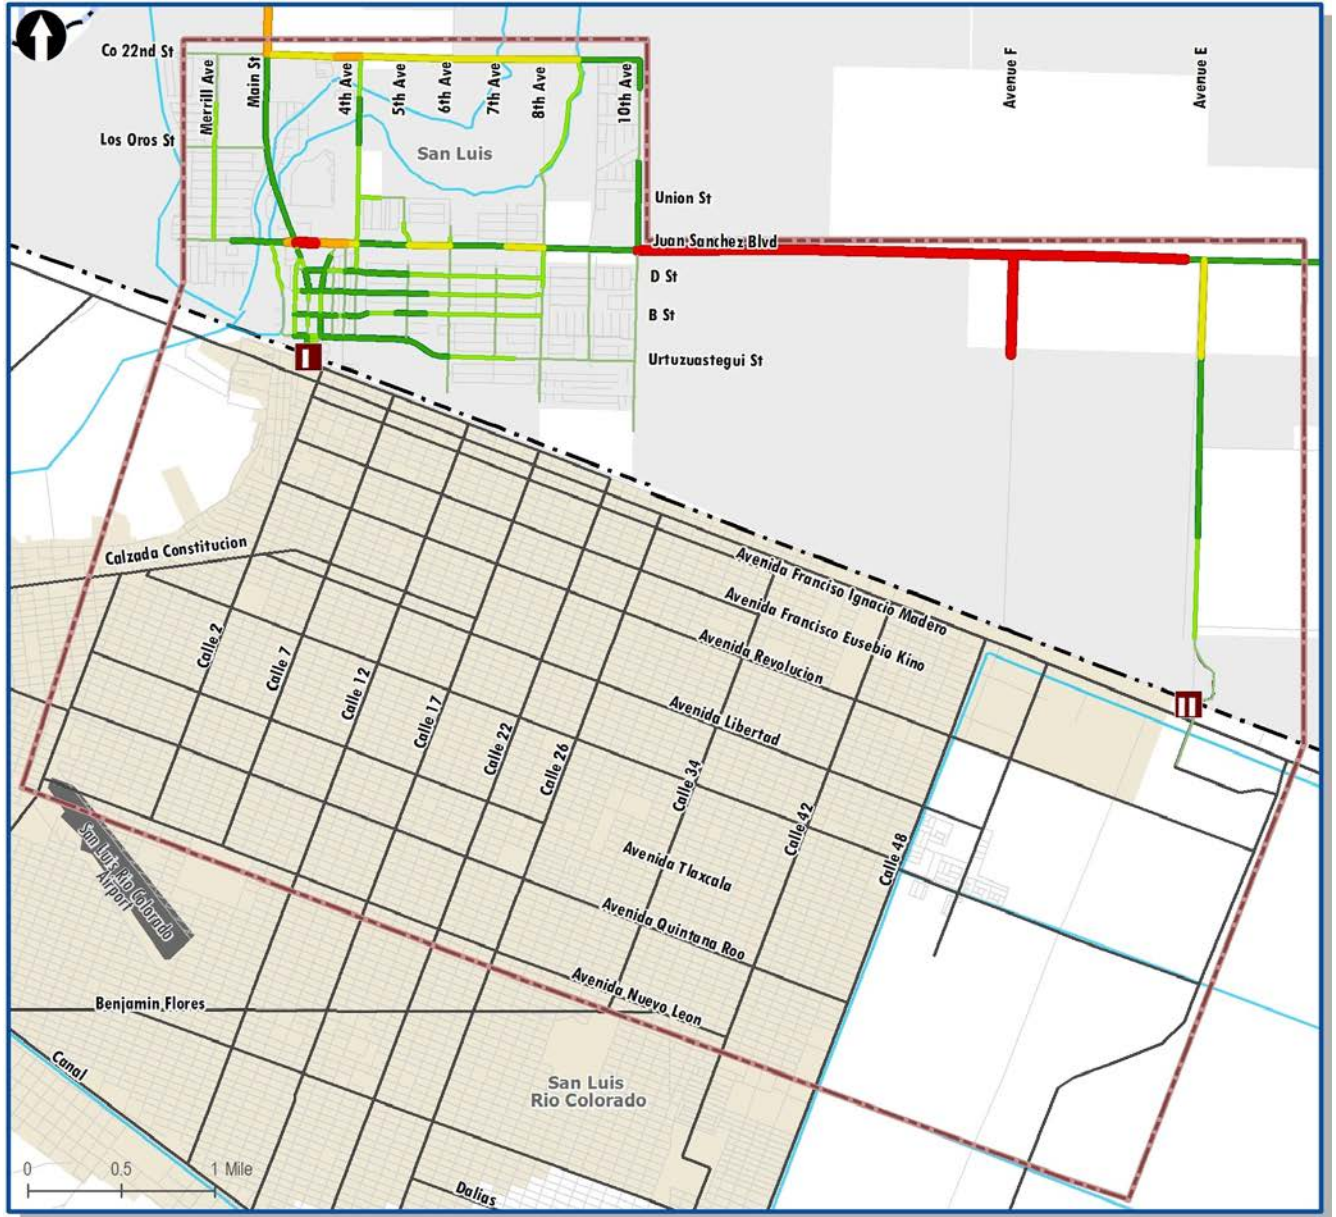 Co 22nd St
Merrill Ave
Main St
4th Ave
5th Ave
6th Ave
7th Ave
8th Ave
10th Ave
Avenue F
Avenue E
Los Oros St
San Luis
Union St
Juan Sanchez Blvd
D St
B St
Urtuzuastegui St
I
Calzada Constitucion
Avenida Franciso Ignacio Madero
Avenida Francisco Eusebio Kino
Avenida Revolucion
Avenida Libertad
Calle 2
Calle 7
Calle 12
Calle 17
Calle 22
Calle 26
Calle 34
Calle 42
Calle 48
II
San Luis Rio Colorado
Airport
Avenida Tlaxcala
Avenida Quintana Roo
Avenida Nuevo Leon
Benjamin Flores
Canal
San Luis
Rio Colorado
0 0.5 1 Mile
Dalias